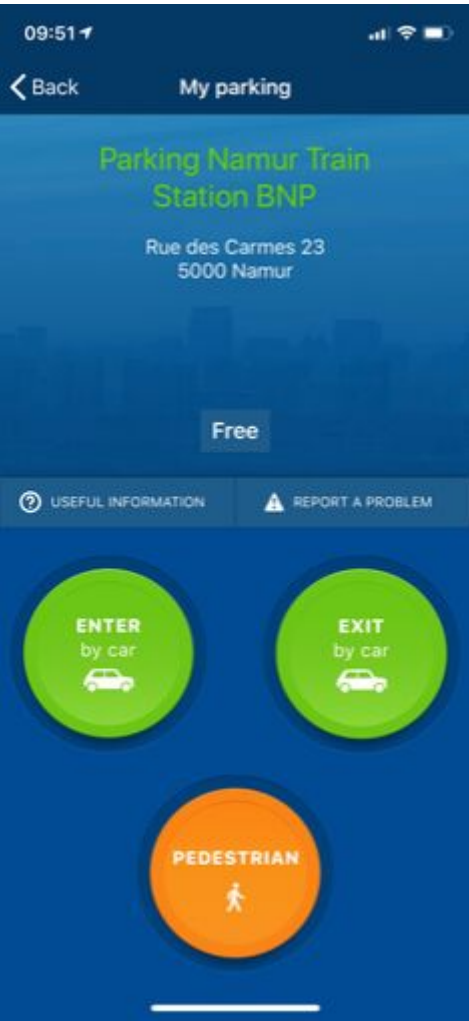 09:51
Back
My parking
Parking Namur Train
Station BNP
Rue des Carmes 23
5000 Namur
Free
USEFUL INFORMATION
REPORT A PROBLEM
ENTER
by car
EXIT
by car
PEDESTRIAN